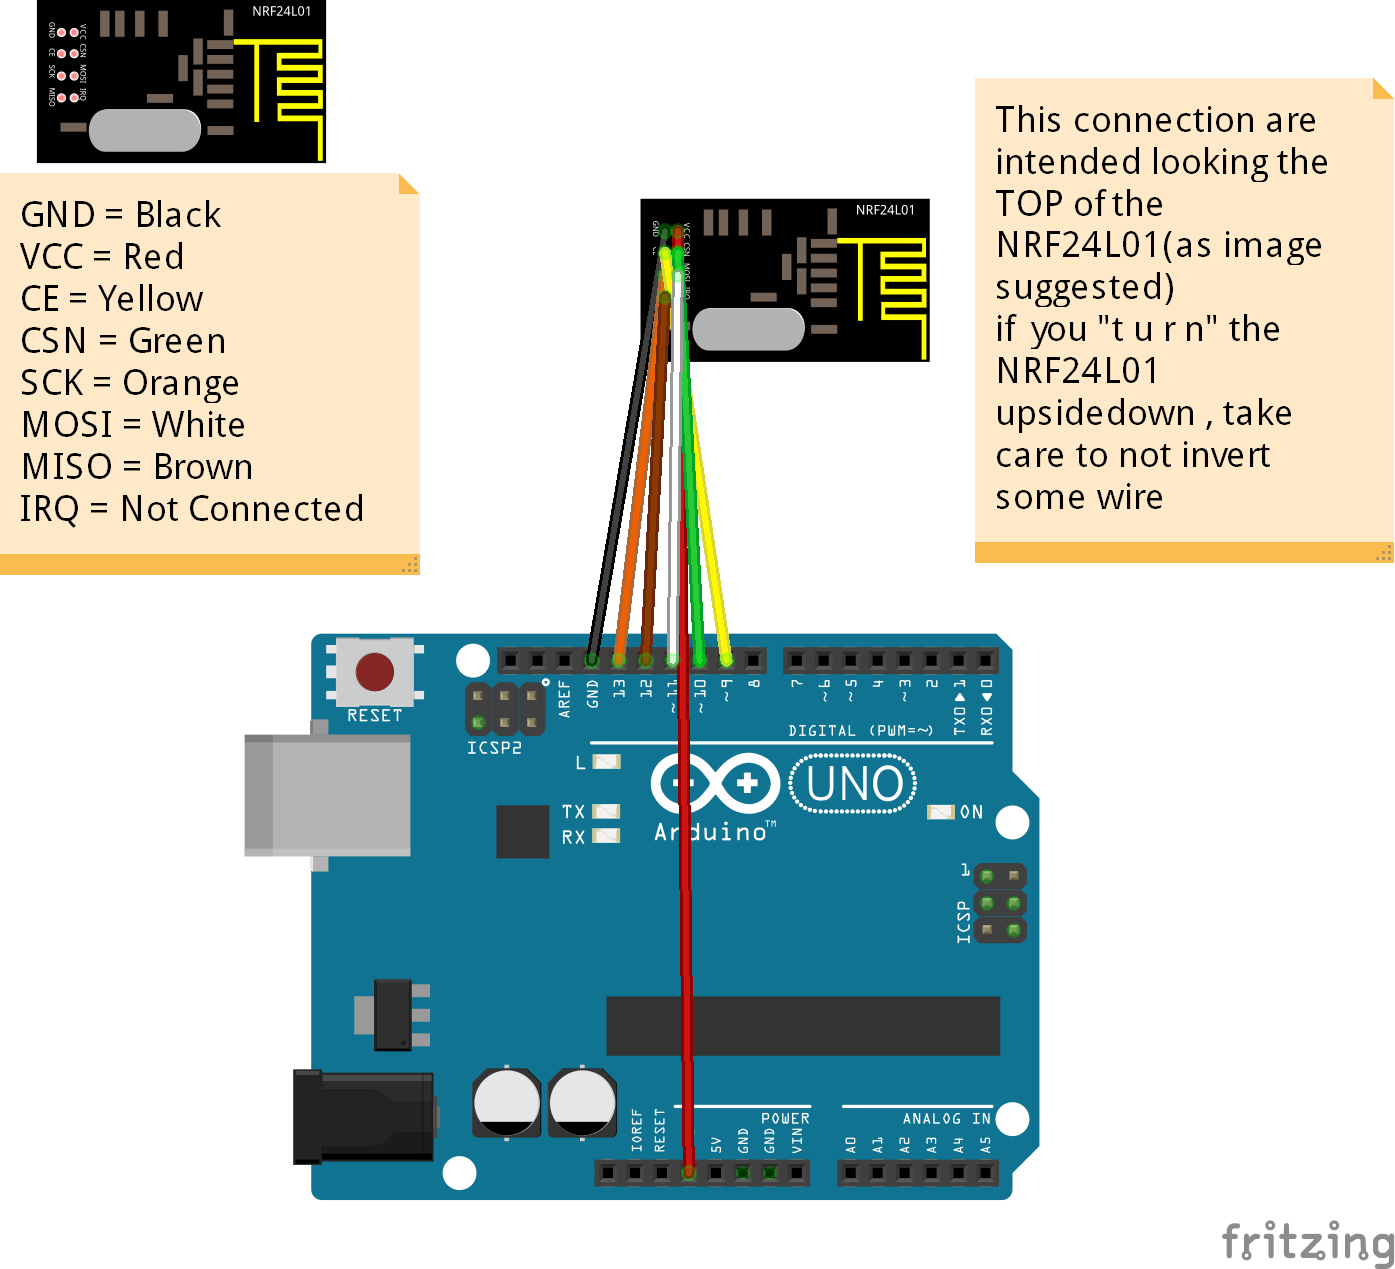 NRF24L01
GND VCC
CE CSN
SCK MOSI
MISO IRQ
GND = Black
VCC = Red
CE = Yellow
CSN = Green
SCK = Orange
MOSI = White
MISO = Brown
IRQ = Not Connected
NRF24L01
GND VCC
CSN
MOSI
IRQ
This connection are
intended looking the
TOP of the
NRF24L01(as image
suggested)
if you "t u r n" the
NRF24L01
upsidedown , take
care to not invert
some wire
RESET
ICSP2
AREF
GND
13
12
~11
~10
~9
8
7
~6
~5
4
~3
2
TX0 ▶ 1
RX0 ◀ 0
DIGITAL (PWM=~)
L
TX
RX
Arduino™
UNO
ON
1
ICSP
POWER
ANALOG IN
IOREF
RESET
5V
GND
GND
VIN
A0
A1
A2
A3
A4
A5
fritzing